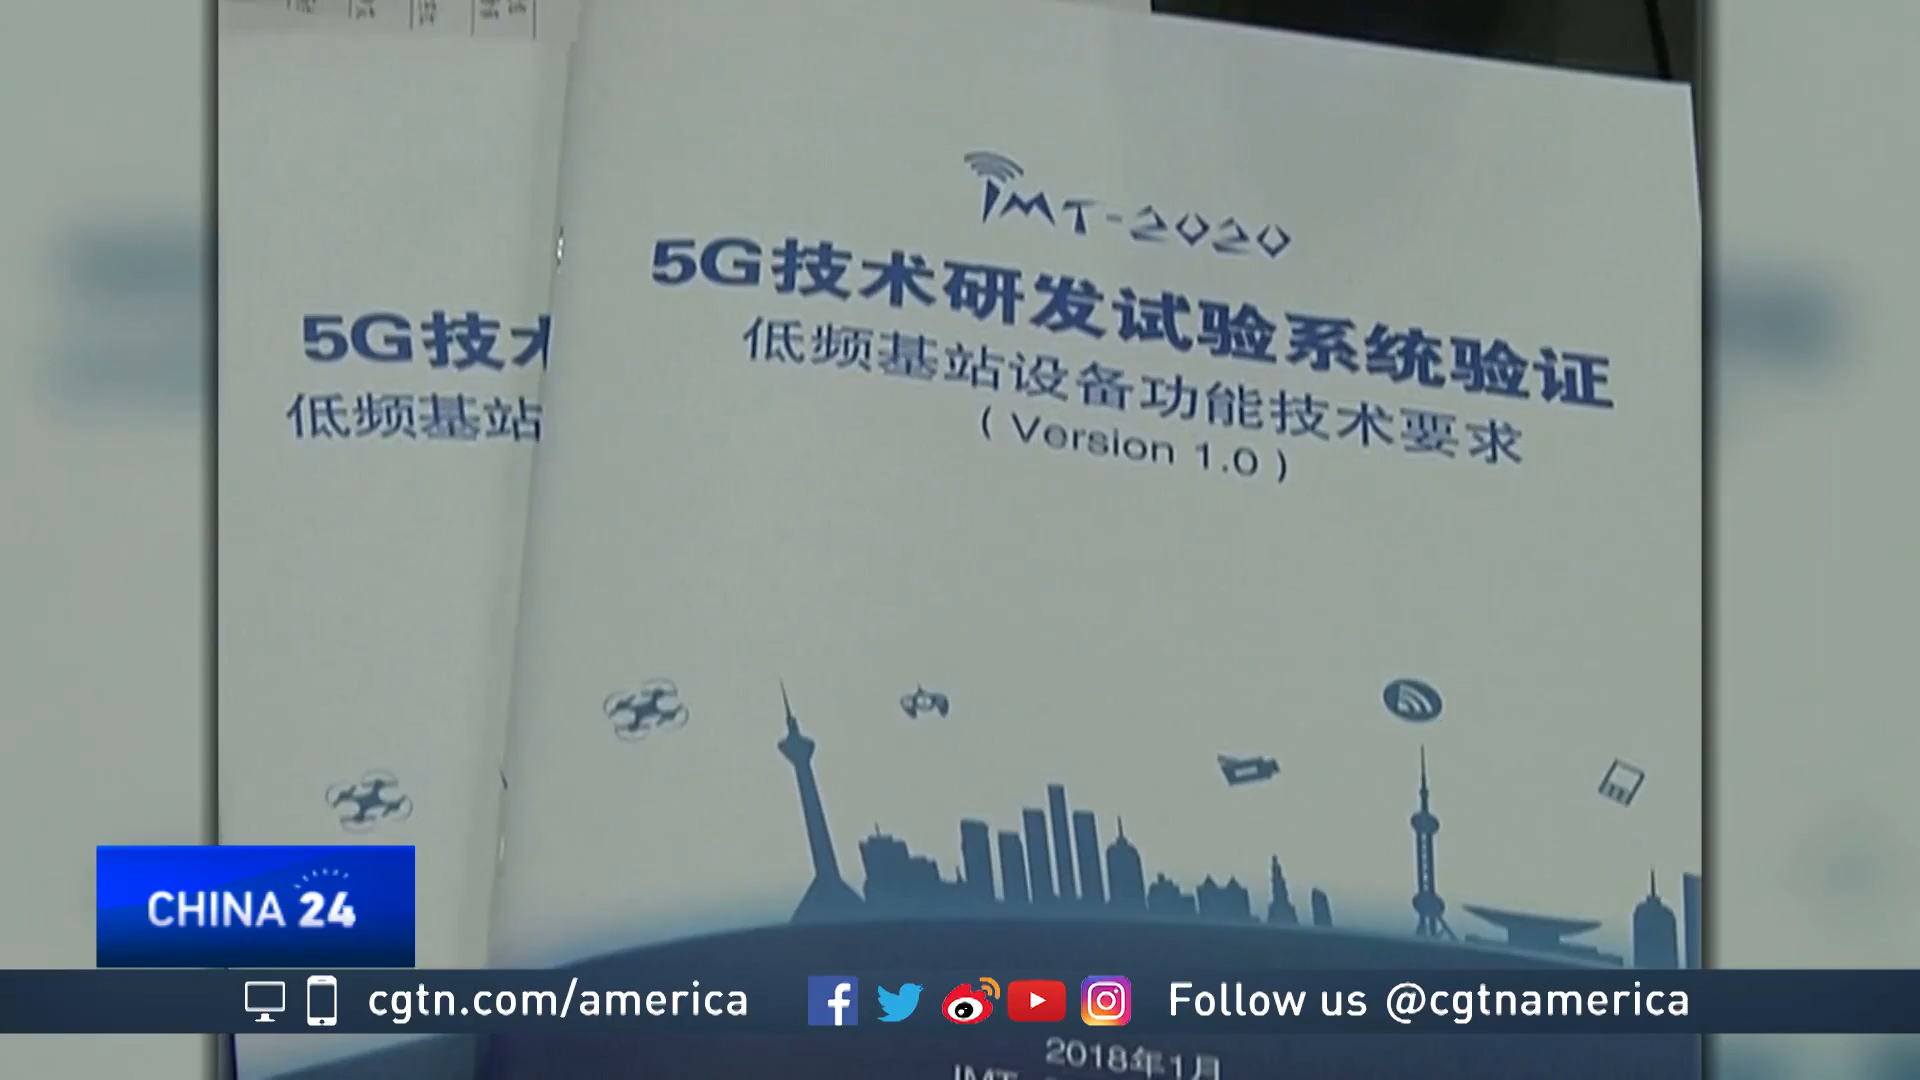 IMT-2020
5G技术研发试验系统验证
低频基站设备功能技术要求
( Version 1.0 )
5G技术
低频基站
CHINA 24
cgtn.com/america
Follow us @cgtnamerica
2018年1月
IMT